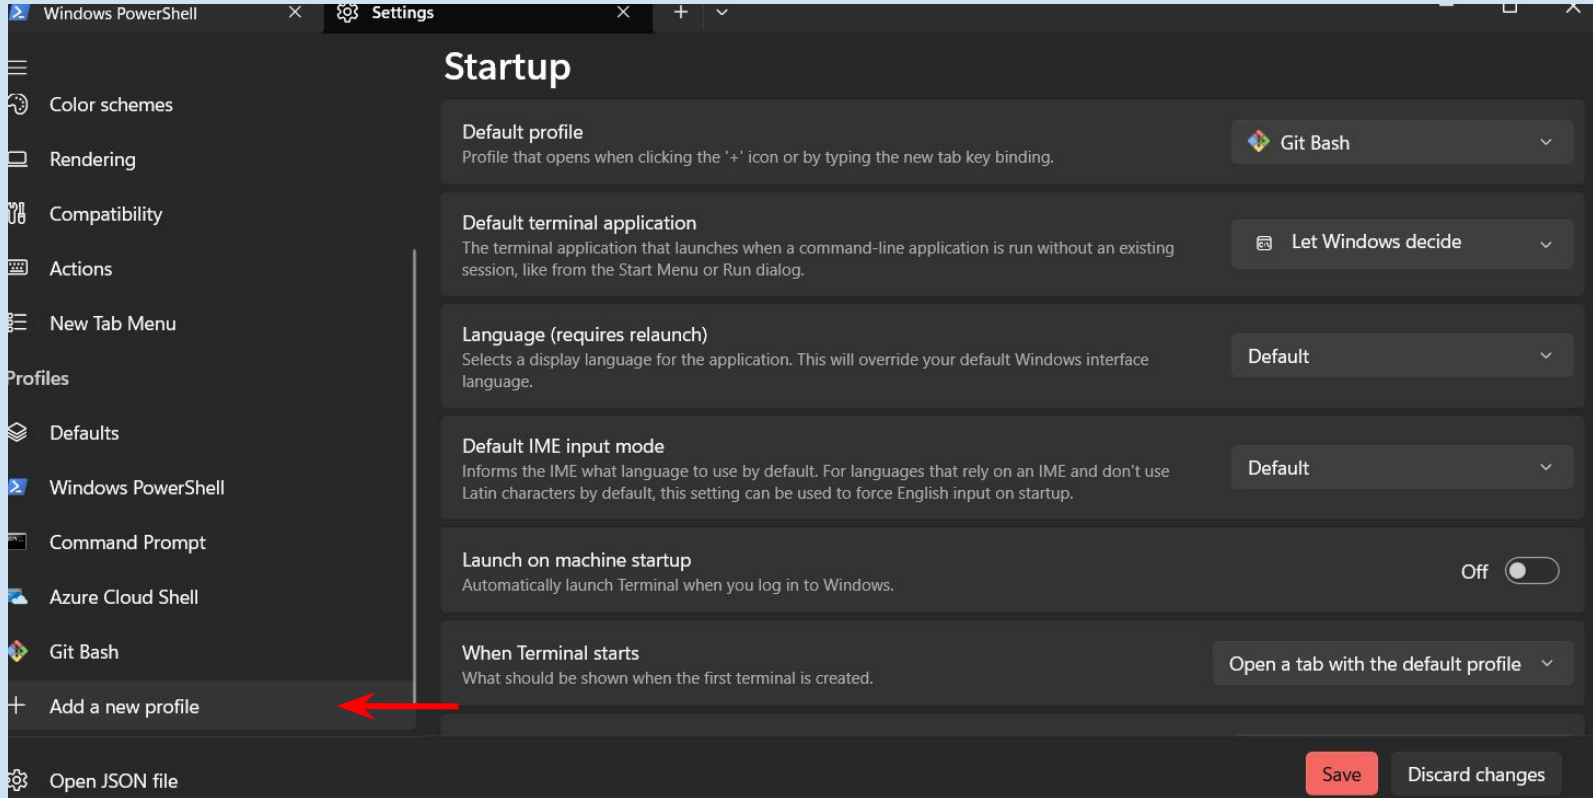 Windows PowerShell
Settings
Color schemes
Rendering
Compatibility
Actions
New Tab Menu
Profiles
Defaults
Windows PowerShell
Command Prompt
Azure Cloud Shell
Git Bash
Add a new profile
Open JSON file
Startup
Default profile
Profile that opens when clicking the '+' icon or by typing the new tab key binding.
Git Bash
Default terminal application
The terminal application that launches when a command-line application is run without an existing
session, like from the Start Menu or Run dialog.
Let Windows decide
Language (requires relaunch)
Selects a display language for the application. This will override your default Windows interface
language.
Default
Default IME input mode
Informs the IME what language to use by default. For languages that rely on an IME and don't use
Latin characters by default, this setting can be used to force English input on startup.
Default
Launch on machine startup
Automatically launch Terminal when you log in to Windows.
Off
When Terminal starts
What should be shown when the first terminal is created.
Open a tab with the default profile
Save
Discard changes